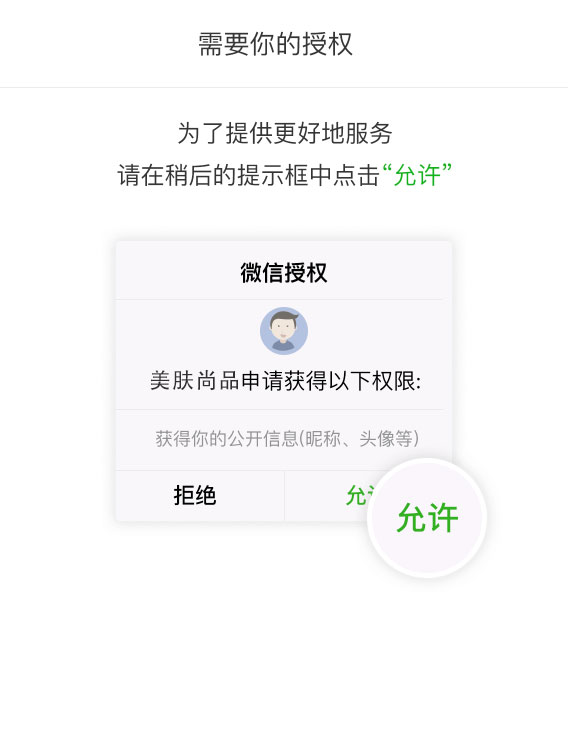 需要你的授权
为了提供更好地服务
请在稍后的提示框中点击“允许”
微信授权
美肤尚品申请获得以下权限:
获得你的公开信息(昵称、头像等)
拒绝
允许
允许